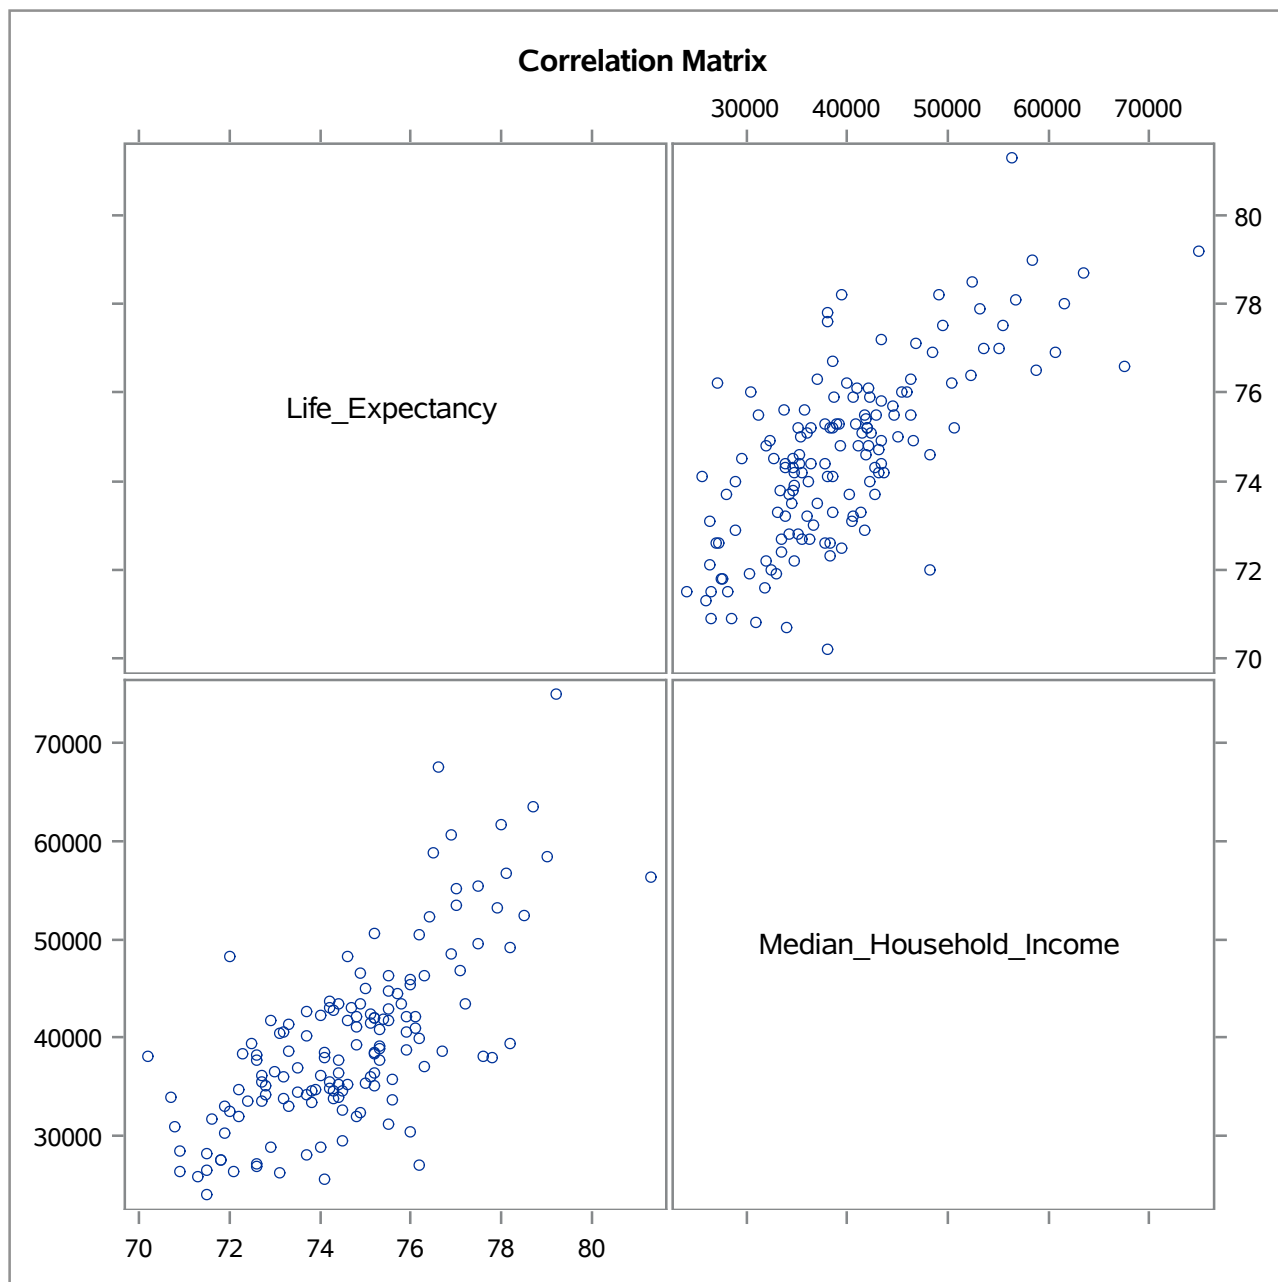 Correlation Matrix
30000 40000 50000 60000 70000
Life_Expectancy
80
78
76
74
72
70
70000
60000
50000
40000
30000
Median_Household_Income
70 72 74 76 78 80